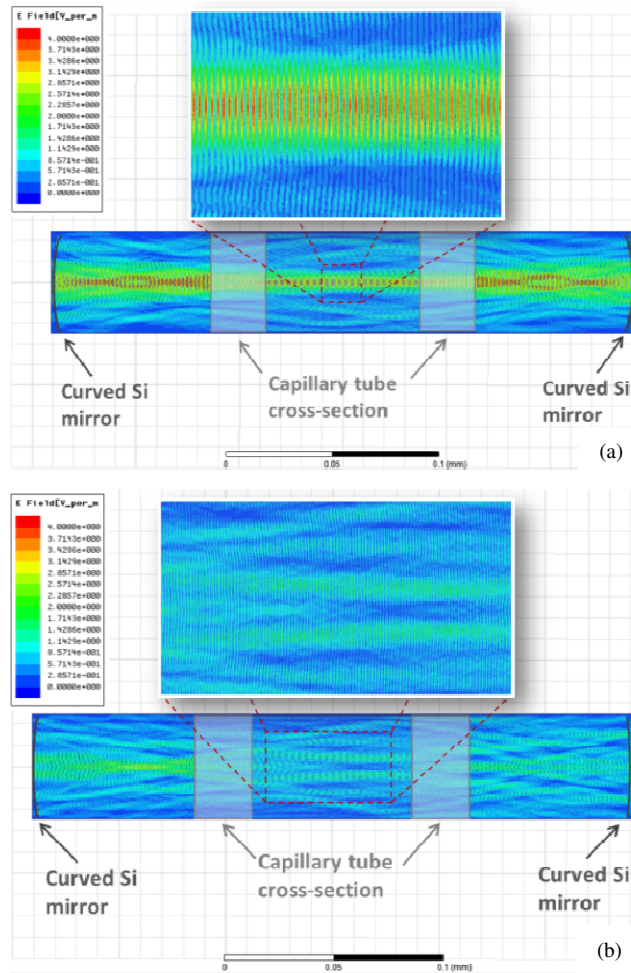 E Field[V_per_m
4.0000e+000
3.7143e+000
3.4286e+000
3.1429e+000
2.8571e+000
2.5714e+000
2.2857e+000
2.0000e+000
1.7143e+000
1.4286e+000
1.1429e+000
8.5714e-001
5.7143e-001
2.8571e-001
0.0000e+000
Curved Si
mirror
Capillary tube
cross-section
Curved Si
mirror
(a)
0
0.05
0.1 (mm)
E Field[V_per_m
4.0000e+000
3.7143e+000
3.4286e+000
3.1429e+000
2.8571e+000
2.5714e+000
2.2857e+000
2.0000e+000
1.7143e+000
1.4286e+000
1.1429e+000
8.5714e-001
5.7143e-001
2.8571e-001
0.0000e+000
Curved Si
mirror
Capillary tube
cross-section
Curved Si
mirror
(b)
0
0.05
0.1 (mm)